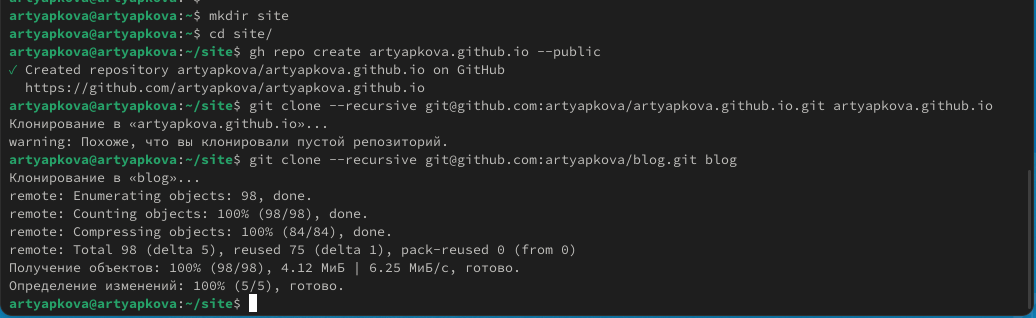 artyapkova@artyapkova:~$ mkdir site
artyapkova@artyapkova:~$ cd site/
artyapkova@artyapkova:~/site$ gh repo create artyapkova.github.io --public
✓ Created repository artyapkova/artyapkova.github.io on GitHub
  https://github.com/artyapkova/artyapkova.github.io
artyapkova@artyapkova:~/site$ git clone --recursive git@github.com:artyapkova/artyapkova.github.io.git artyapkova.github.io
Клонирование в «artyapkova.github.io»...
warning: Похоже, что вы клонировали пустой репозиторий.
artyapkova@artyapkova:~/site$ git clone --recursive git@github.com:artyapkova/blog.git blog
Клонирование в «blog»...
remote: Enumerating objects: 98, done.
remote: Counting objects: 100% (98/98), done.
remote: Compressing objects: 100% (84/84), done.
remote: Total 98 (delta 5), reused 75 (delta 1), pack-reused 0 (from 0)
Получение объектов: 100% (98/98), 4.12 МиБ | 6.25 МиБ/с, готово.
Определение изменений: 100% (5/5), готово.
artyapkova@artyapkova:~/site$